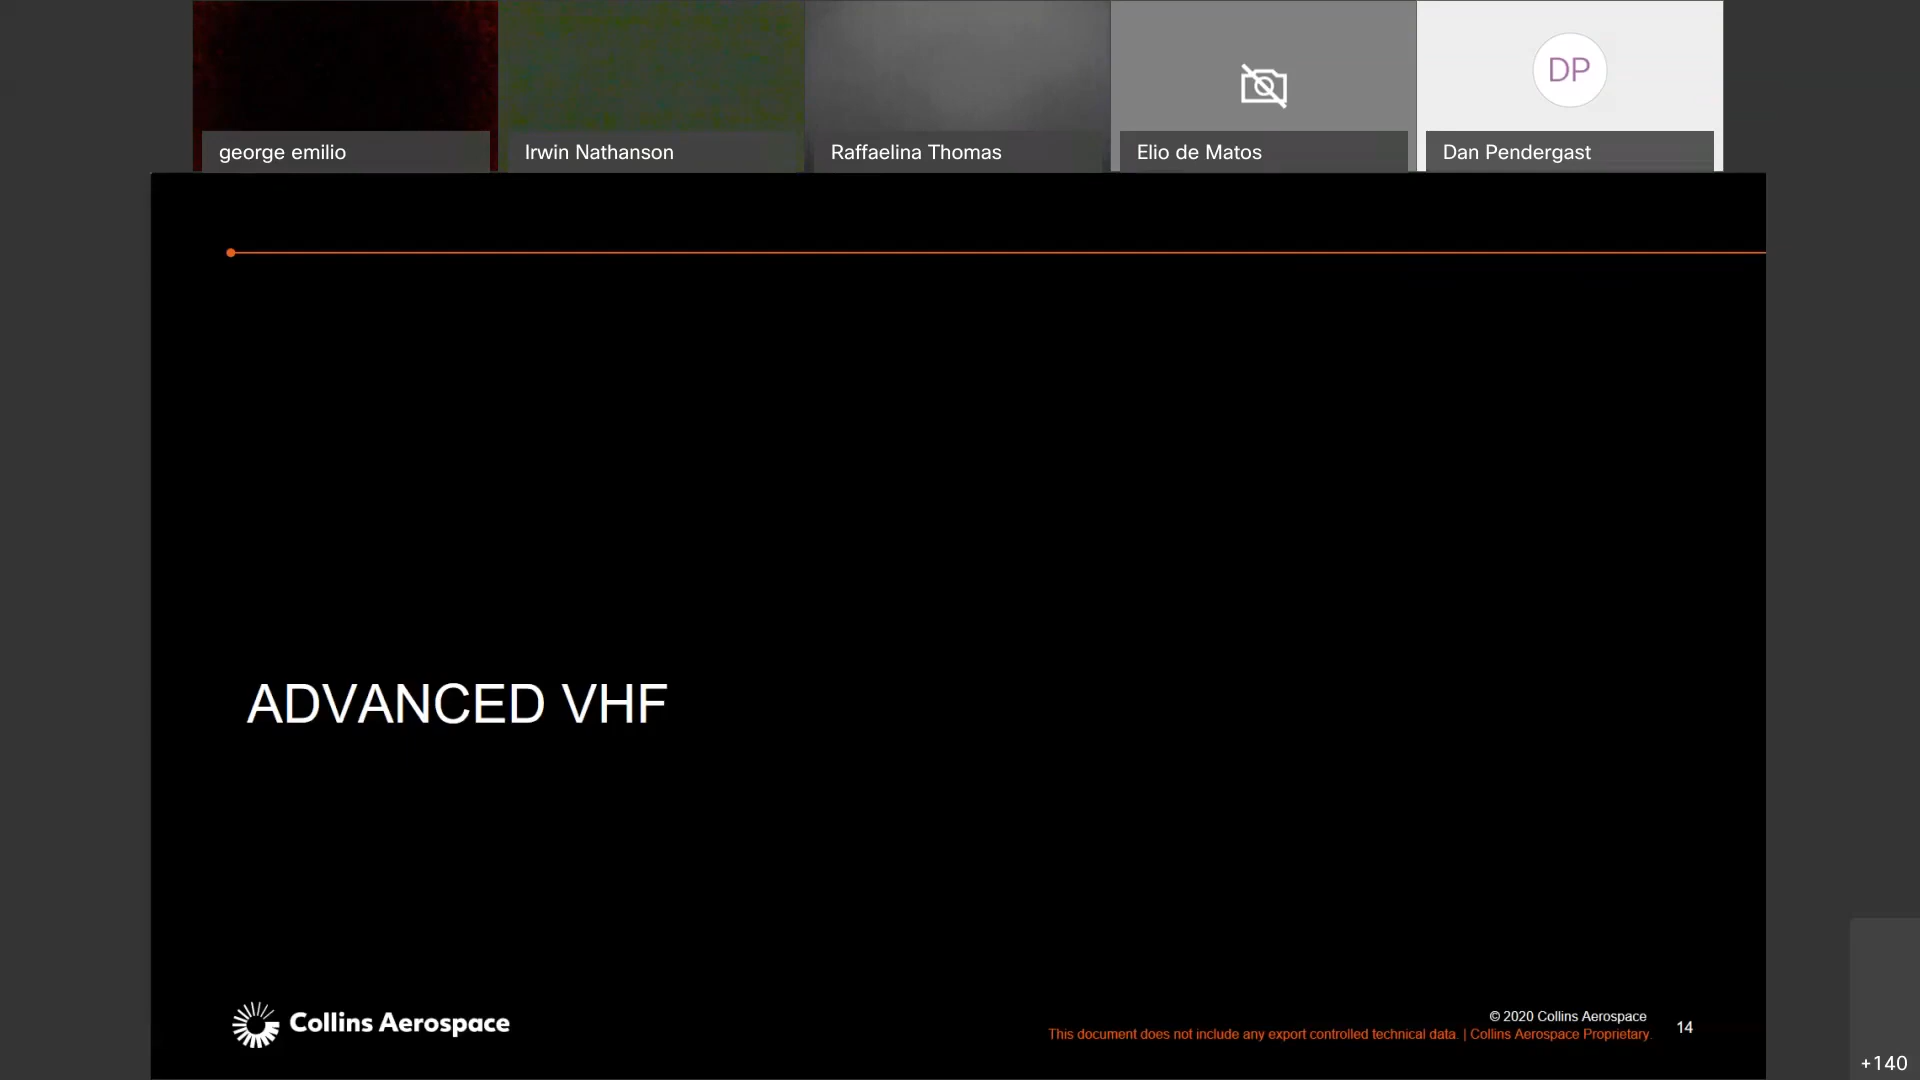 george emilio
Irwin Nathanson
Raffaelina Thomas
Elio de Matos
DP
Dan Pendergast
ADVANCED VHF
Collins Aerospace
© 2020 Collins Aerospace
This document does not include any export controlled technical data. | Collins Aerospace Proprietary.
14
+140